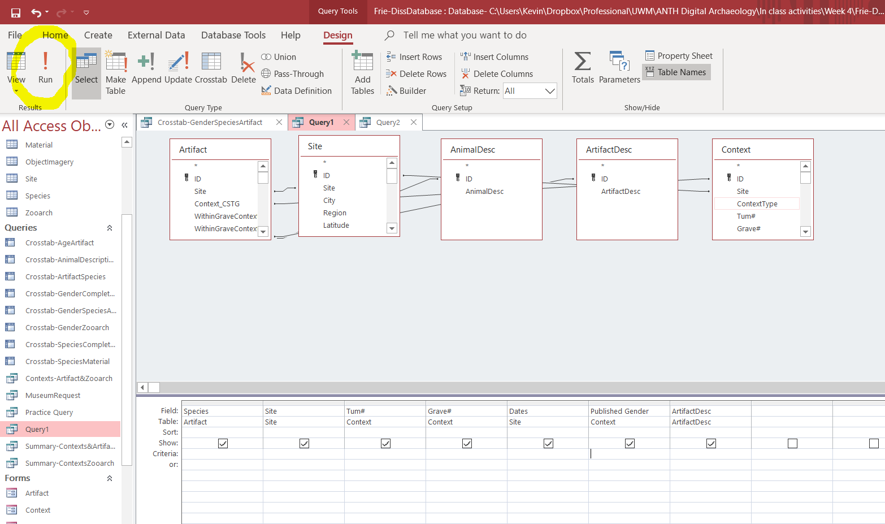 Query Tools
Frie-DissDatabase : Database- C:\Users\Kevin\Dropbox\Professional\UWM\ANTH Digital Archaeology\In class activities\Week 4\Frie-D...
File Home Create External Data Database Tools Help Design Tell me what you want to do
View
Run
Results
Select
Make Table
Append
Update
Crosstab
Delete
Union
Pass-Through
Data Definition
Query Type
Add Tables
Insert Rows
Delete Rows
Builder
Insert Columns
Delete Columns
Return: All
Query Setup
Totals
Parameters
Property Sheet
Table Names
Show/Hide
All Access Ob...
Material
ObjectImagery
Site
Species
Zooarch
Queries
Crosstab-AgeArtifact
Crosstab-AnimalDescripti...
Crosstab-ArtifactSpecies
Crosstab-GenderComplet...
Crosstab-GenderSpeciesA...
Crosstab-GenderZooarch
Crosstab-SpeciesComplet...
Crosstab-SpeciesMaterial
Contexts-Artifact&Zooarch
MuseumRequest
Practice Query
Query1
Summary-Contexts&Artifa...
Summary-ContextsZooarch
Forms
Artifact
Context
Crosstab-GenderSpeciesArtifact
Query1
Query2
Artifact
*
ID
Site
Context_CSTG
WithinGraveContex
WithinGraveContex
Site
*
ID
Site
City
Region
Latitude
AnimalDesc
*
ID
AnimalDesc
ArtifactDesc
*
ID
ArtifactDesc
Context
*
ID
Site
ContextType
Tum#
Grave#
Field: Species Site Tum# Grave# Dates Published Gender ArtifactDesc
Table: Artifact Site Context Context Site Context ArtifactDesc
Sort:
Show:
Criteria:
or: